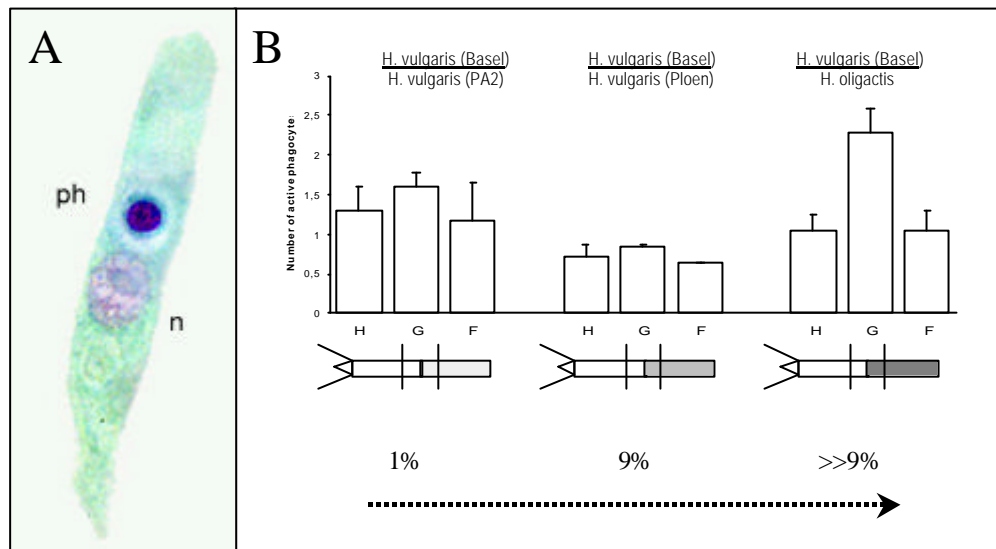 A
ph
n
B
H. vulgaris (Basel)
H. vulgaris (PA2)
H. vulgaris (Basel)
H. vulgaris (Ploen)
H. vulgaris (Basel)
H. oligactis
Number of active phagocyte
3
2,5
2
1,5
1
0,5
0
H G F
H G F
H G F
1% 9% >>9%